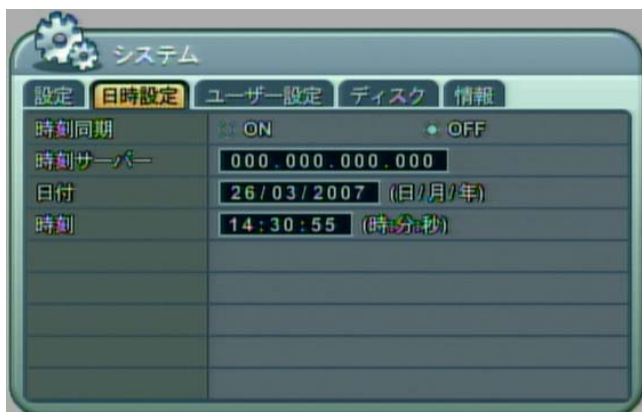 システム
設定 日時設定 ユーザー設定 ディスク 情報
時刻同期 ON OFF
時刻サーバー 000.000.000.000
日付 26/03/2007 (日/月/年)
時刻 14:30:55 (時:分:秒)